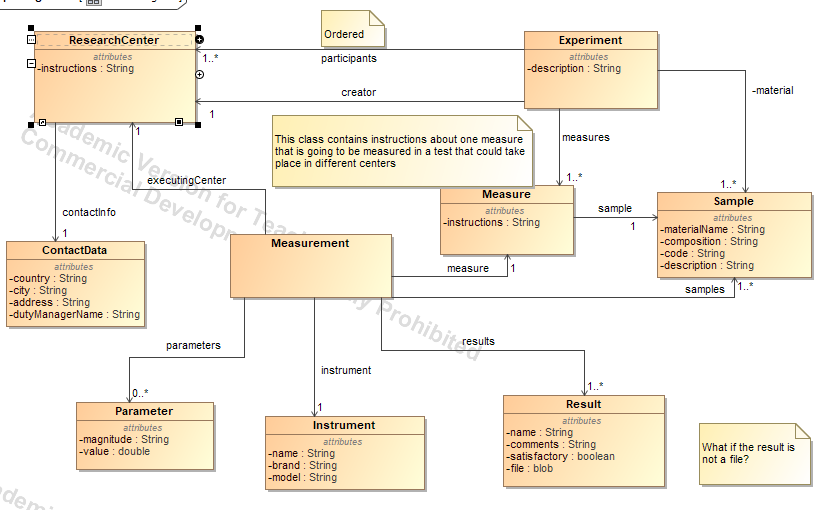 ResearchCenter
attributes
-instructions : String
Ordered
Experiment
attributes
-description : String
1..*
participants
creator
1
-material
This class contains instructions about one measure
that is going to be measured in a test that could take
place in different centers
measures
1..*
1..*
1
executingCenter
Measure
attributes
-instructions : String
sample
1
Sample
attributes
-materialName : String
-composition : String
-code : String
-description : String
contactInfo
1
ContactData
attributes
-country : String
-city : String
-address : String
-dutyManagerName : String
Measurement
measure
1
samples
1..*
parameters
instrument
results
0..*
1
1..*
Parameter
attributes
-magnitude : String
-value : double
Instrument
attributes
-name : String
-brand : String
-model : String
Result
attributes
-name : String
-comments : String
-satisfactory : boolean
-file : blob
What if the result is
not a file?
Academic Version for Tea
Commercial Develop
y Prohibited